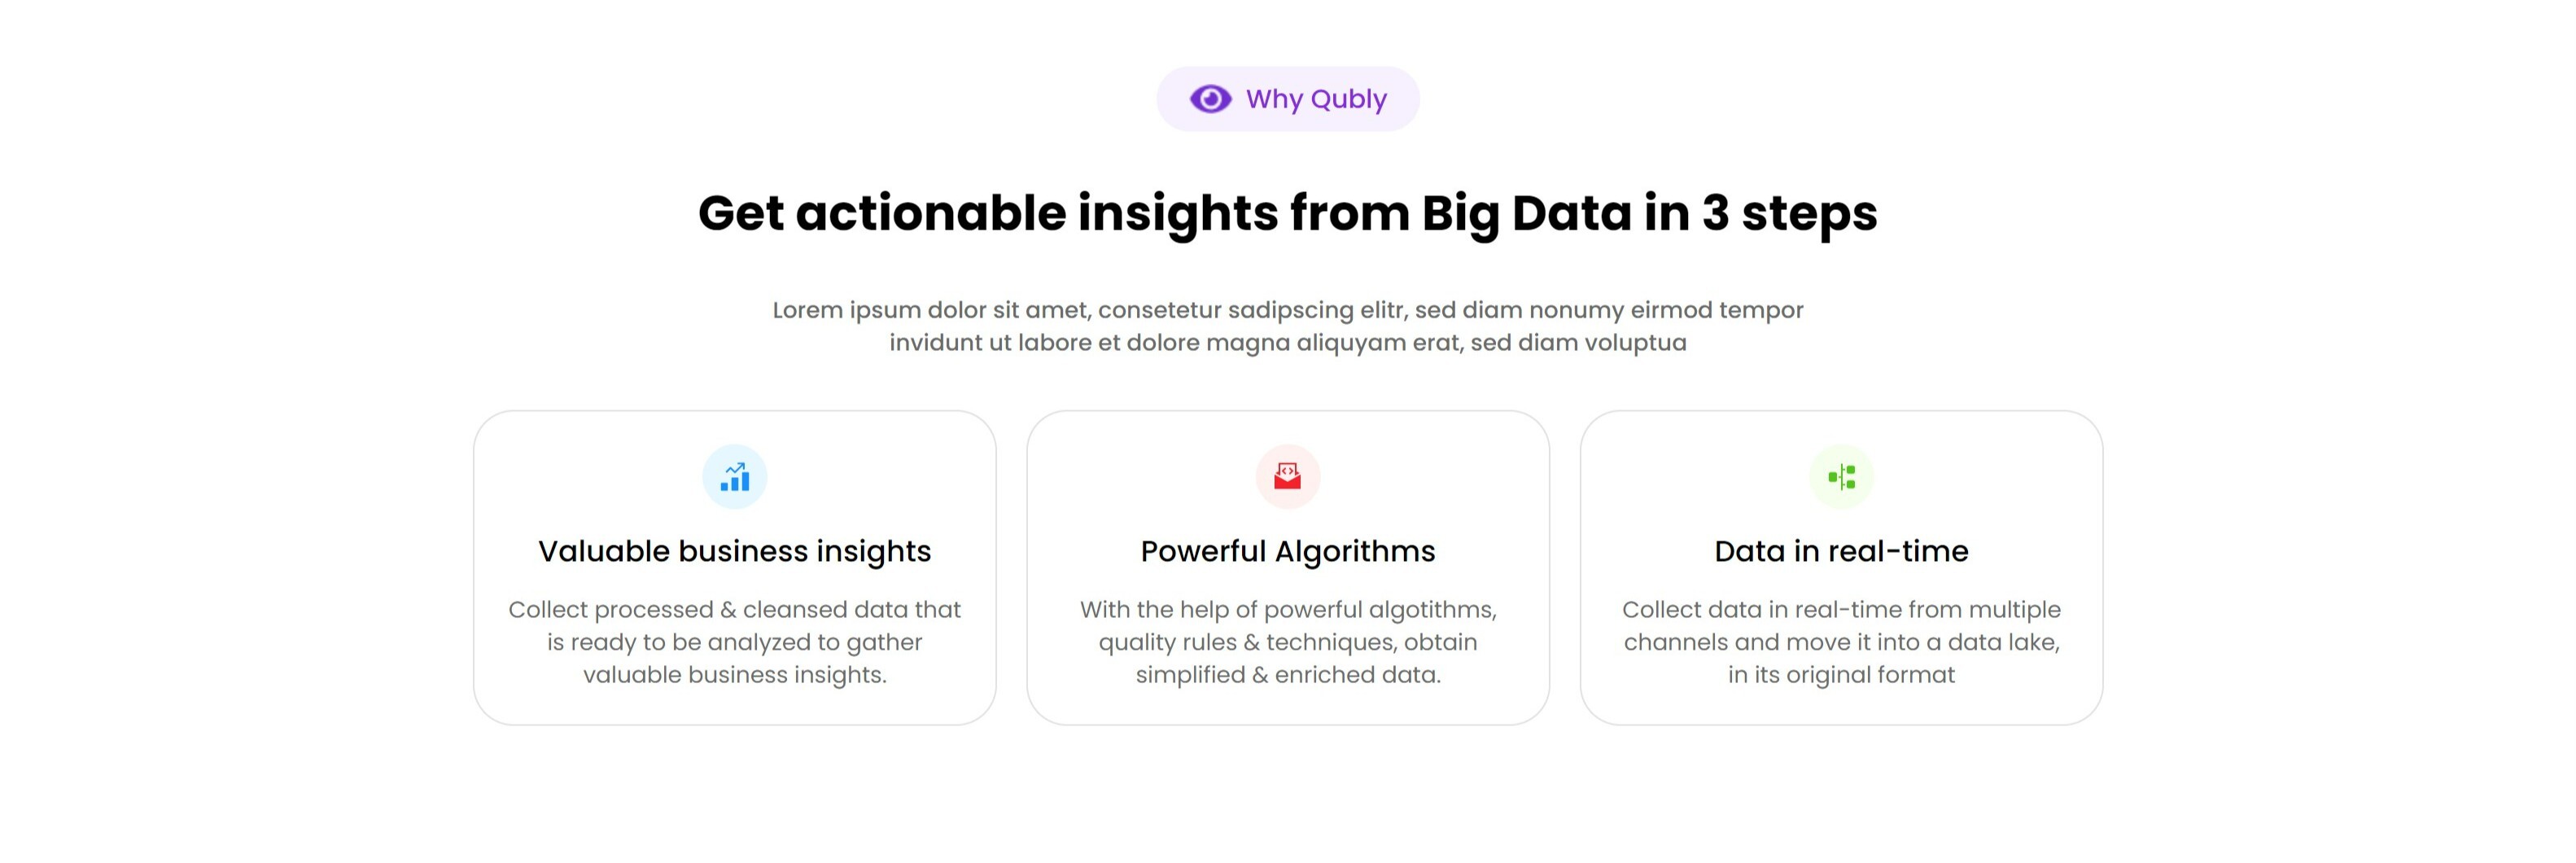 Why Qubly
Get actionable insights from Big Data in 3 steps
Lorem ipsum dolor sit amet, consetetur sadipscing elitr, sed diam nonumy eirmod tempor
invidunt ut labore et dolore magna aliquyam erat, sed diam voluptua
Valuable business insights
Collect processed & cleansed data that
is ready to be analyzed to gather
valuable business insights.
Powerful Algorithms
With the help of powerful algotithms,
quality rules & techniques, obtain
simplified & enriched data.
Data in real-time
Collect data in real-time from multiple
channels and move it into a data lake,
in its original format